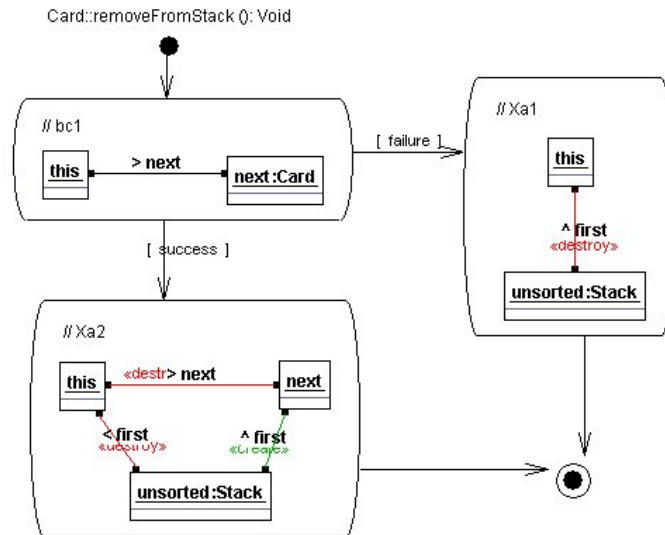 Card::removeFromStack (): Void
// bc1
this
> next
next:Card
[ failure ]
// Xa1
this
^ first
«destroy»
unsorted:Stack
[ success ]
// Xa2
this
«destr> next
next
< first
«destroy»
^ first
«create»
unsorted:Stack